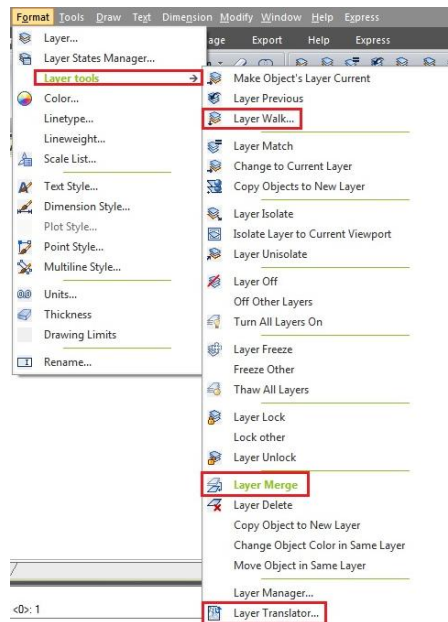 Format Tools Draw Text Dimension Modify Window Help Express
age Export Help Express
Layer...
Layer States Manager...
Layer tools
Color...
Linetype...
Lineweight...
Scale List...
Text Style...
Dimension Style...
Plot Style...
Point Style...
Multiline Style...
Units...
Thickness
Drawing Limits
Rename...
Make Object's Layer Current
Layer Previous
Layer Walk...
Layer Match
Change to Current Layer
Copy Objects to New Layer
Layer Isolate
Isolate Layer to Current Viewport
Layer Unisolate
Layer Off
Off Other Layers
Turn All Layers On
Layer Freeze
Freeze Other
Thaw All Layers
Layer Lock
Lock other
Layer Unlock
Layer Merge
Layer Delete
Copy Object to New Layer
Change Object Color in Same Layer
Move Object in Same Layer
Layer Manager...
Layer Translator...
<0>: 1